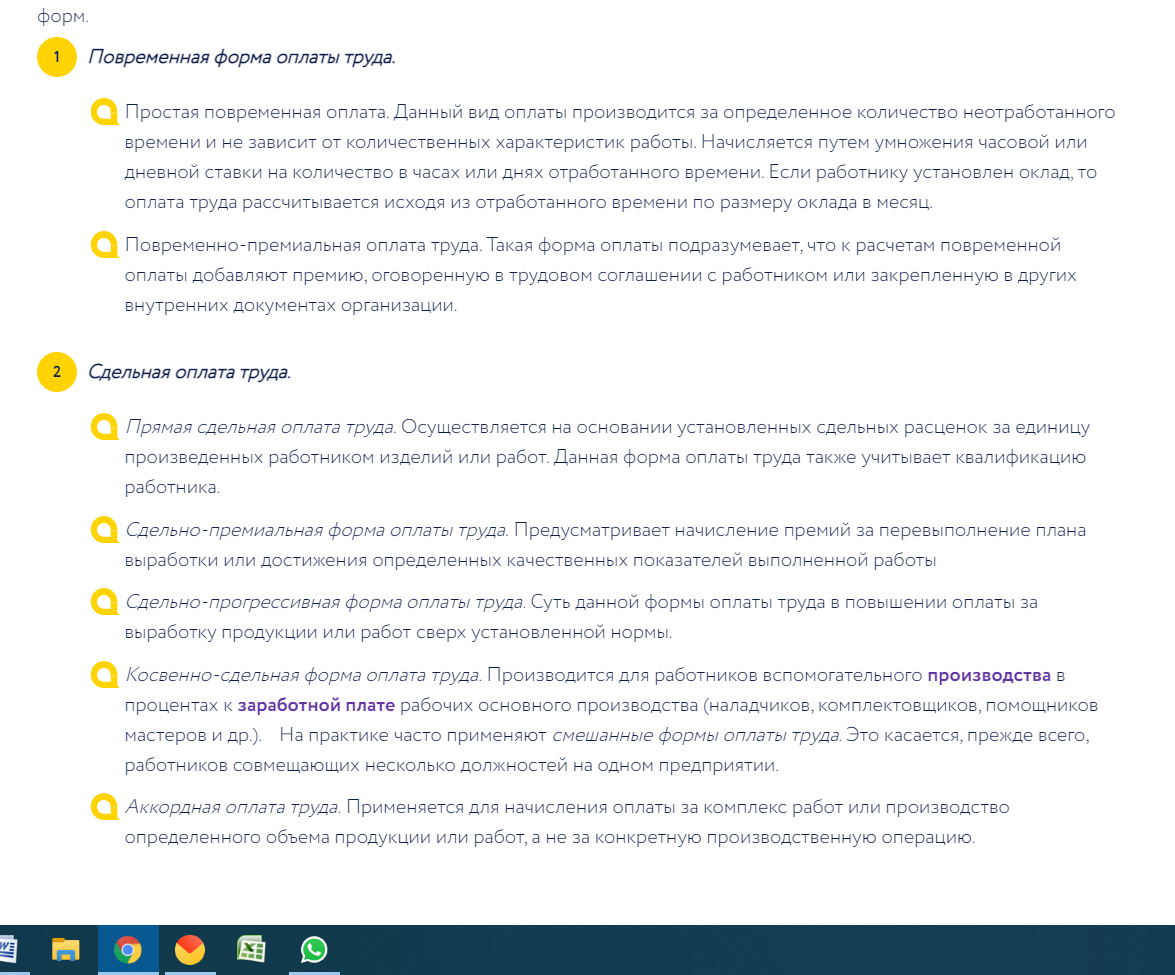 форм.
1 Повременная форма оплаты труда.
Простая повременная оплата. Данный вид оплаты производится за определенное количество неотработанного
времени и не зависит от количественных характеристик работы. Начисляется путем умножения часовой или
дневной ставки на количество в часах или днях отработанного времени. Если работнику установлен оклад, то
оплата труда рассчитывается исходя из отработанного времени по размеру оклада в месяц.
Повременно-премиальная оплата труда. Такая форма оплаты подразумевает, что к расчетам повременной
оплаты добавляют премию, оговоренную в трудовом соглашении с работником или закрепленную в других
внутренних документах организации.
2 Сдельная оплата труда.
Прямая сдельная оплата труда. Осуществляется на основании установленных сдельных расценок за единицу
произведенных работником изделий или работ. Данная форма оплаты труда также учитывает квалификацию
работника.
Сдельно-премиальная форма оплаты труда. Предусматривает начисление премий за перевыполнение плана
выработки или достижения определенных качественных показателей выполненной работы
Сдельно-прогрессивная форма оплаты труда. Суть данной формы оплаты труда в повышении оплаты за
выработку продукции или работ сверх установленной нормы.
Косвенно-сдельная форма оплата труда. Производится для работников вспомогательного производства в
процентах к заработной плате рабочих основного производства (наладчиков, комплектовщиков, помощников
мастеров и др.). На практике часто применяют смешанные формы оплаты труда. Это касается, прежде всего,
работников совмещающих несколько должностей на одном предприятии.
Аккордная оплата труда. Применяется для начисления оплаты за комплекс работ или производство
определенного объема продукции или работ, а не за конкретную производственную операцию.